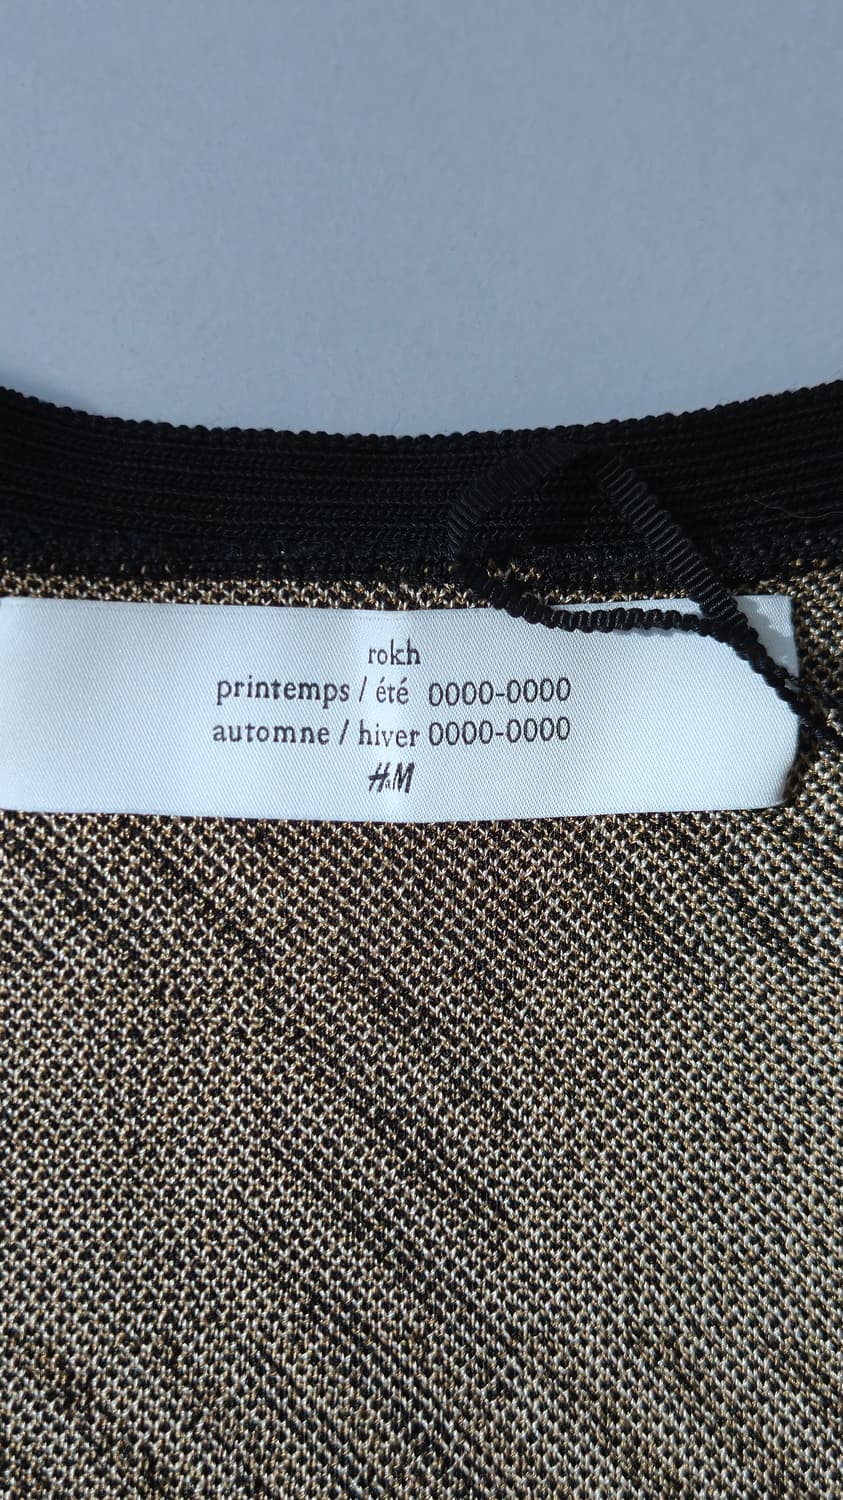 rokh
printemps / été 0000-0000
automne / hiver 0000-0000
H&M